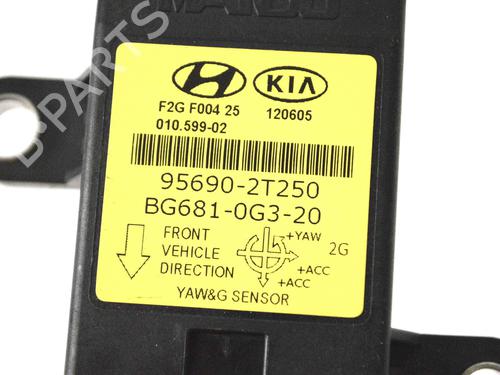 MANDO
KIA
F2G F004 25 120605
010.599-02
95690-2T250
BG681-0G3-20
FRONT
VEHICLE
DIRECTION
+YAW 2G
+ACC
+ACC
YAW&G SENSOR
B-PARTS